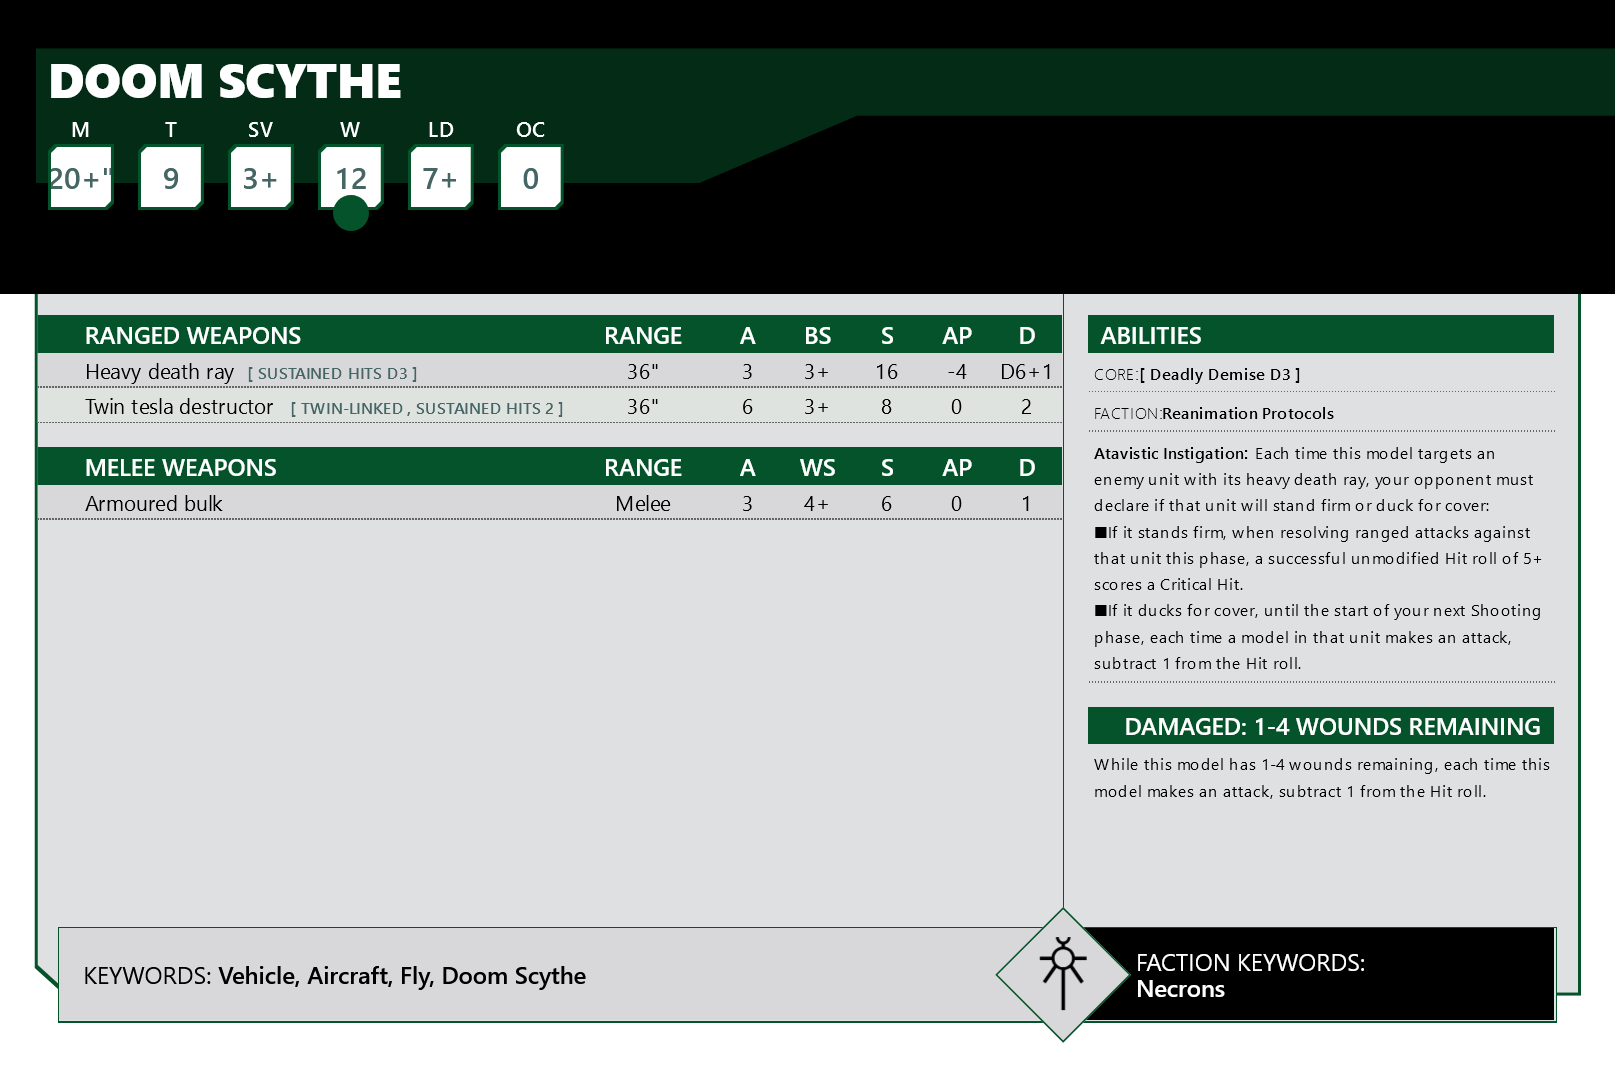 DOOM SCYTHE
M T SV W LD OC
20+" 9 3+ 12 7+ 0
RANGED WEAPONS RANGE A BS S AP D
Heavy death ray [ SUSTAINED HITS D3 ] 36" 3 3+ 16 -4 D6+1
Twin tesla destructor [ TWIN-LINKED , SUSTAINED HITS 2 ] 36" 6 3+ 8 0 2
MELEE WEAPONS RANGE A WS S AP D
Armoured bulk Melee 3 4+ 6 0 1
ABILITIES
CORE:[ Deadly Demise D3 ]
FACTION:Reanimation Protocols
Atavistic Instigation: Each time this model targets an
enemy unit with its heavy death ray, your opponent must
declare if that unit will stand firm or duck for cover:
■If it stands firm, when resolving ranged attacks against
that unit this phase, a successful unmodified Hit roll of 5+
scores a Critical Hit.
■If it ducks for cover, until the start of your next Shooting
phase, each time a model in that unit makes an attack,
subtract 1 from the Hit roll.
DAMAGED: 1-4 WOUNDS REMAINING
While this model has 1-4 wounds remaining, each time this
model makes an attack, subtract 1 from the Hit roll.
KEYWORDS: Vehicle, Aircraft, Fly, Doom Scythe
FACTION KEYWORDS:
Necrons